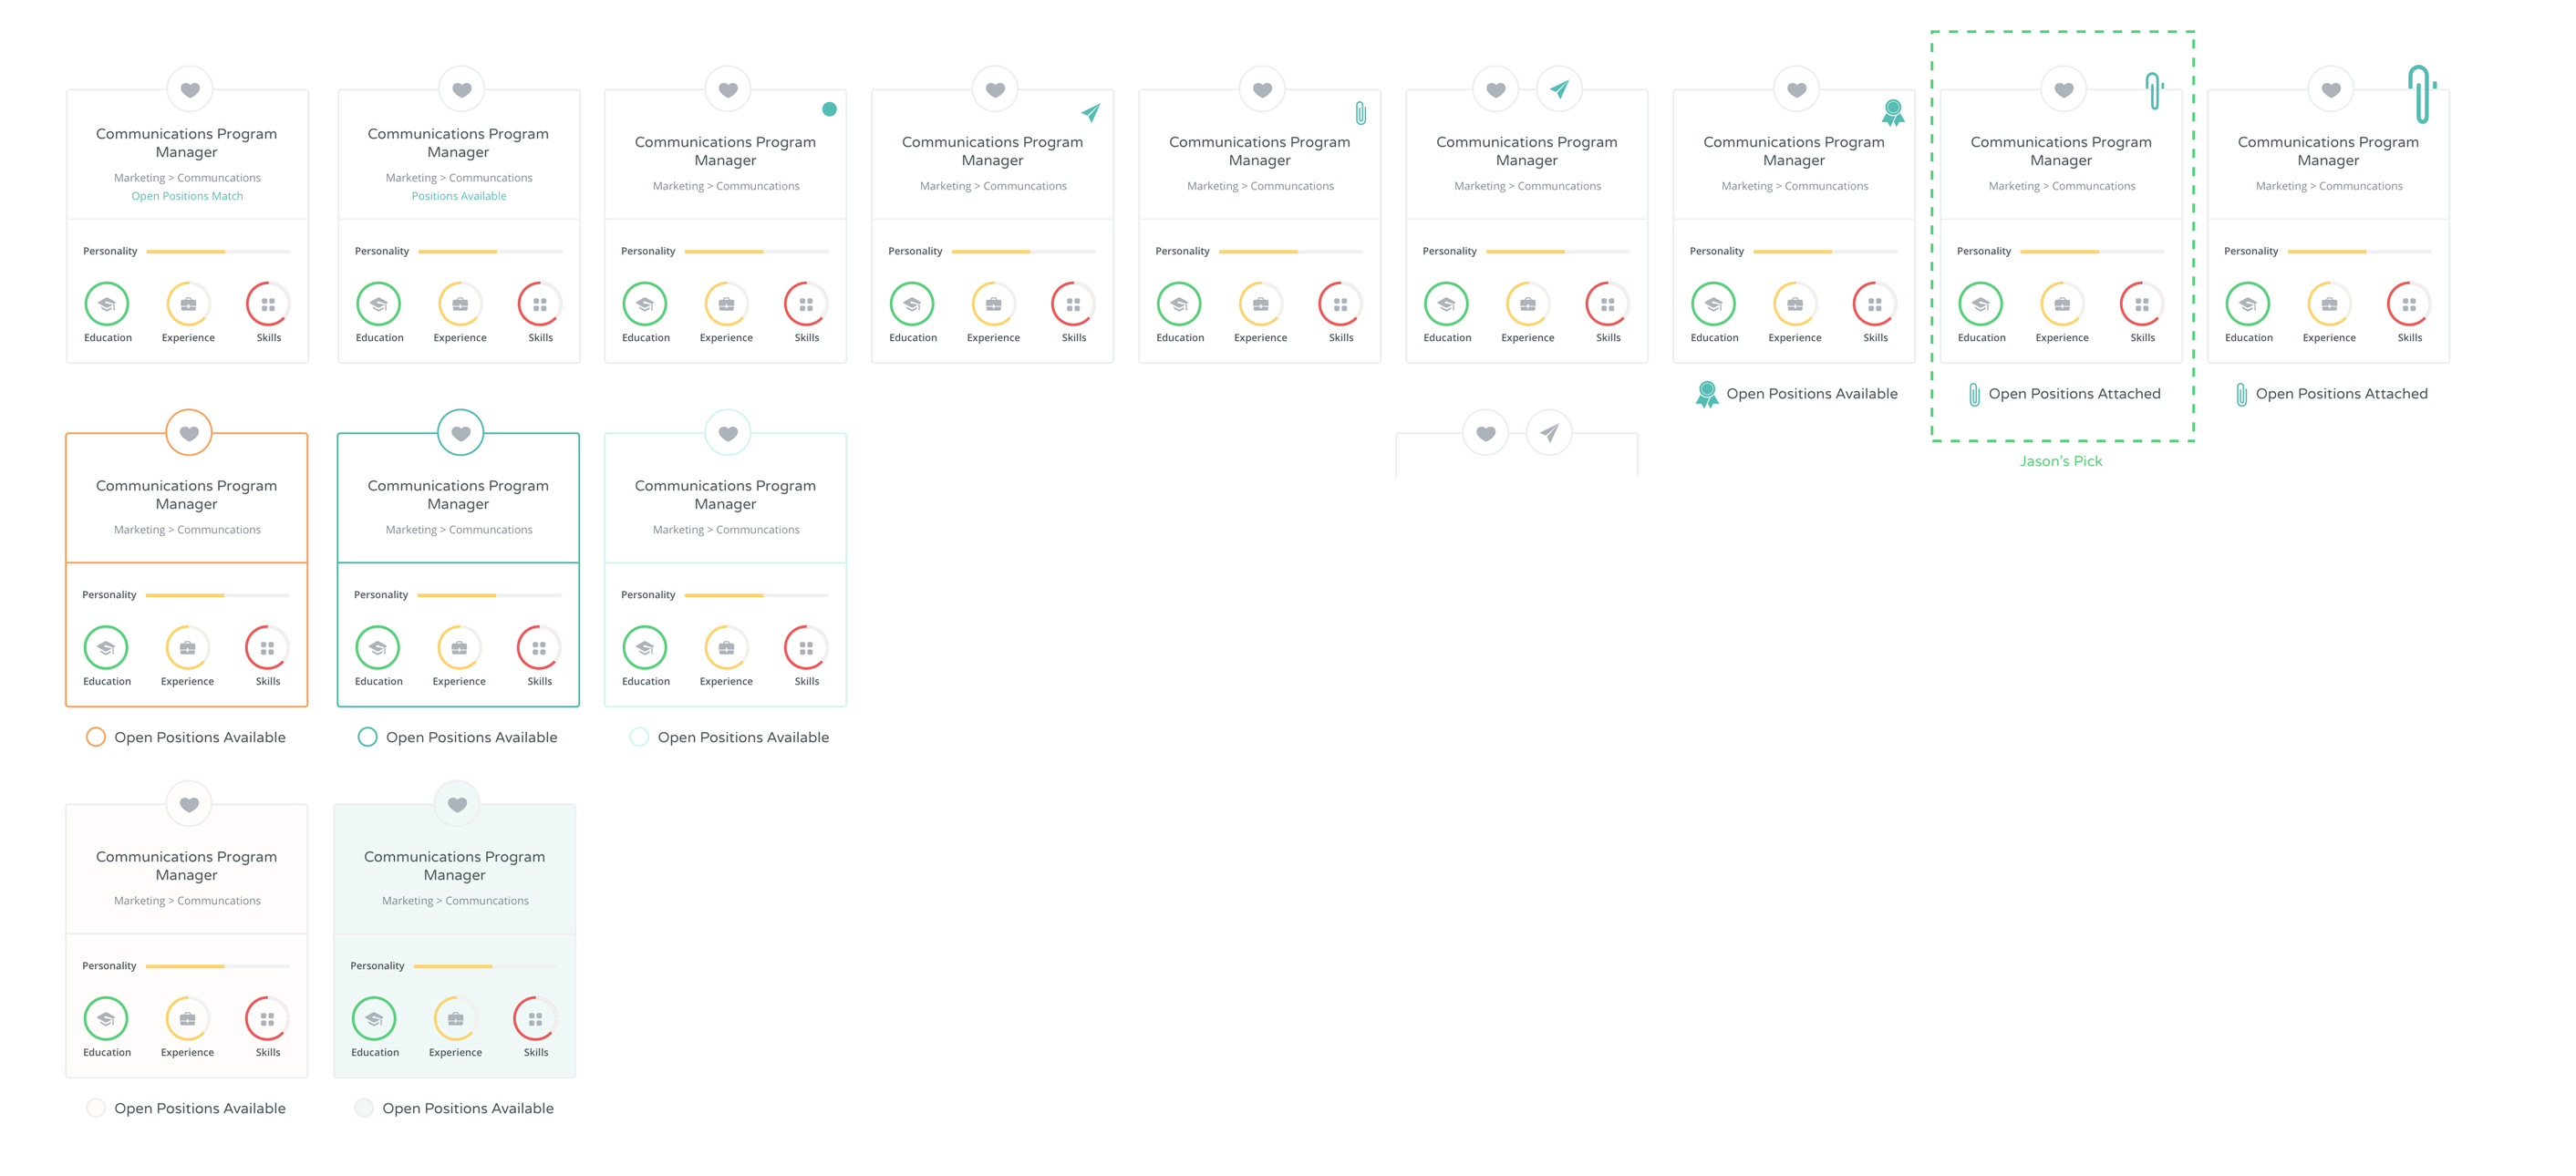 Communications Program
Manager
Marketing > Communcations
Open Positions Match
Personality
Education Experience Skills
Communications Program
Manager
Marketing > Communcations
Positions Available
Personality
Education Experience Skills
Communications Program
Manager
Marketing > Communcations
Personality
Education Experience Skills
Communications Program
Manager
Marketing > Communcations
Personality
Education Experience Skills
Communications Program
Manager
Marketing > Communcations
Personality
Education Experience Skills
Communications Program
Manager
Marketing > Communcations
Personality
Education Experience Skills
Communications Program
Manager
Marketing > Communcations
Personality
Education Experience Skills
Open Positions Available
Communications Program
Manager
Marketing > Communcations
Personality
Education Experience Skills
Open Positions Attached
Jason's Pick
Communications Program
Manager
Marketing > Communcations
Personality
Education Experience Skills
Open Positions Attached
Communications Program
Manager
Marketing > Communcations
Personality
Education Experience Skills
Open Positions Available
Communications Program
Manager
Marketing > Communcations
Personality
Education Experience Skills
Open Positions Available
Communications Program
Manager
Marketing > Communcations
Personality
Education Experience Skills
Open Positions Available
Communications Program
Manager
Marketing > Communcations
Personality
Education Experience Skills
Open Positions Available
Communications Program
Manager
Marketing > Communcations
Personality
Education Experience Skills
Open Positions Available